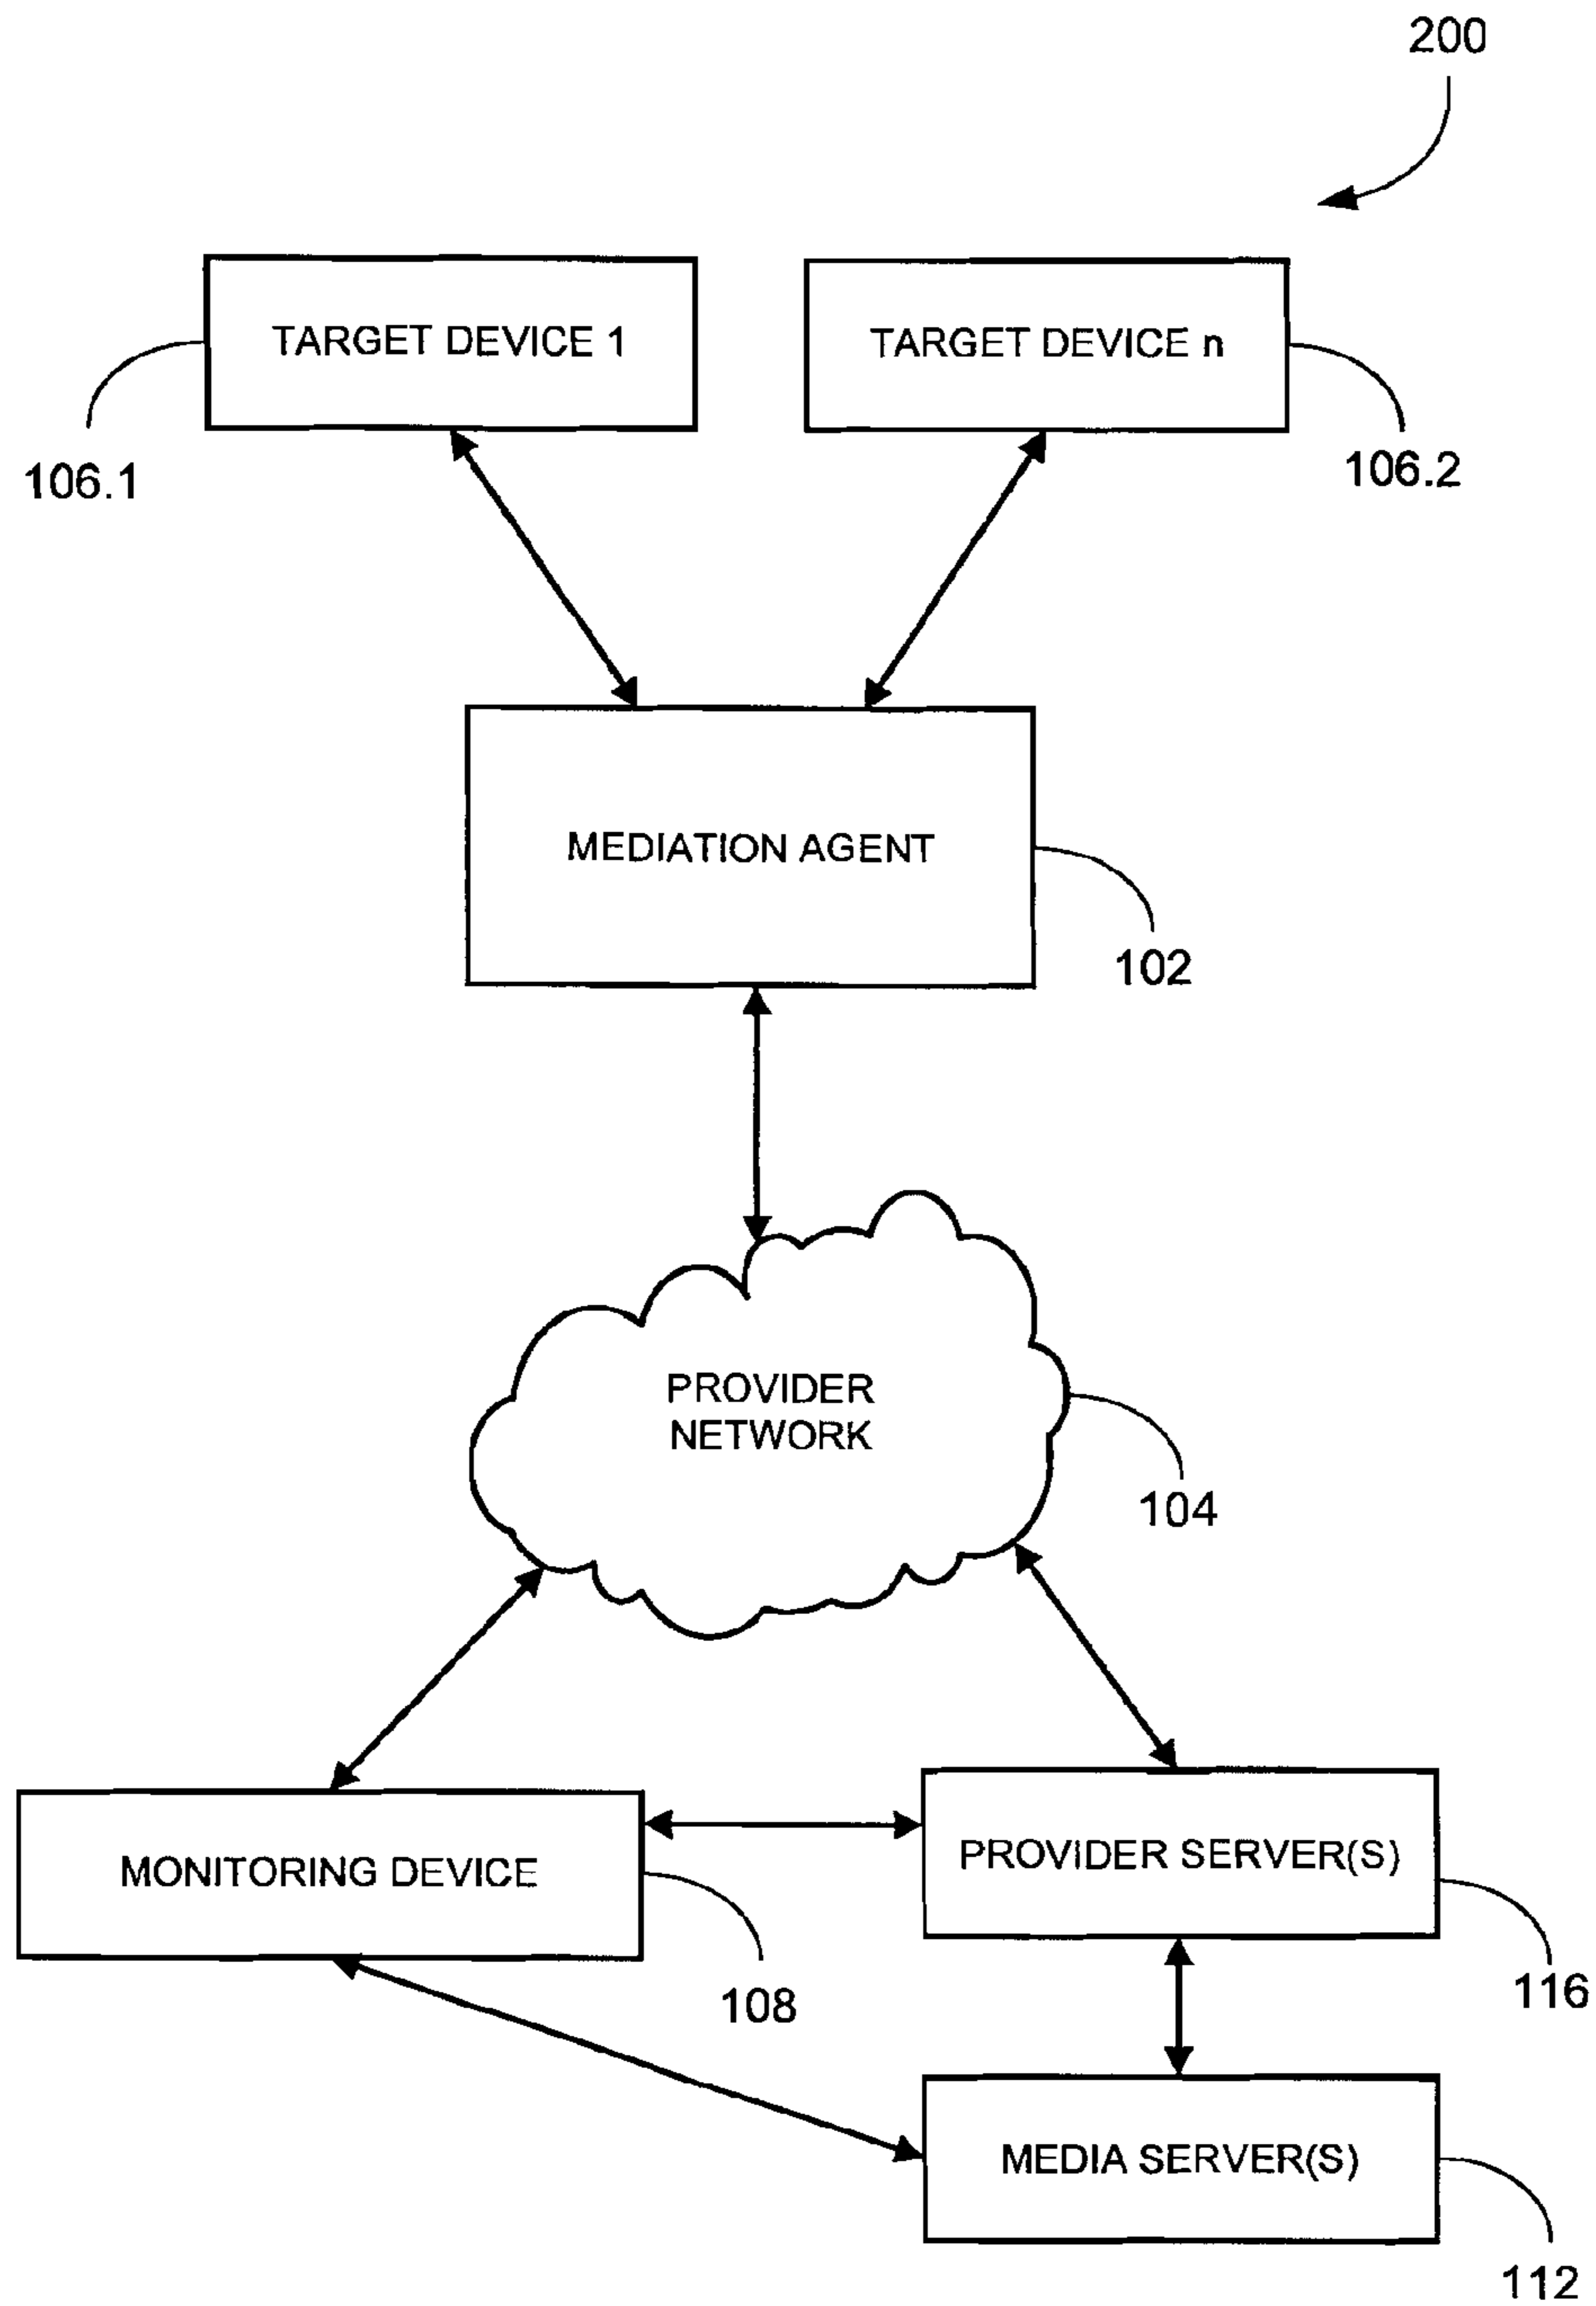 200
TARGET DEVICE 1
TARGET DEVICE n
106.1
106.2
MEDIATION AGENT
102
PROVIDER
NETWORK
104
MONITORING DEVICE
PROVIDER SERVER(S)
108
116
MEDIA SERVER(S)
112